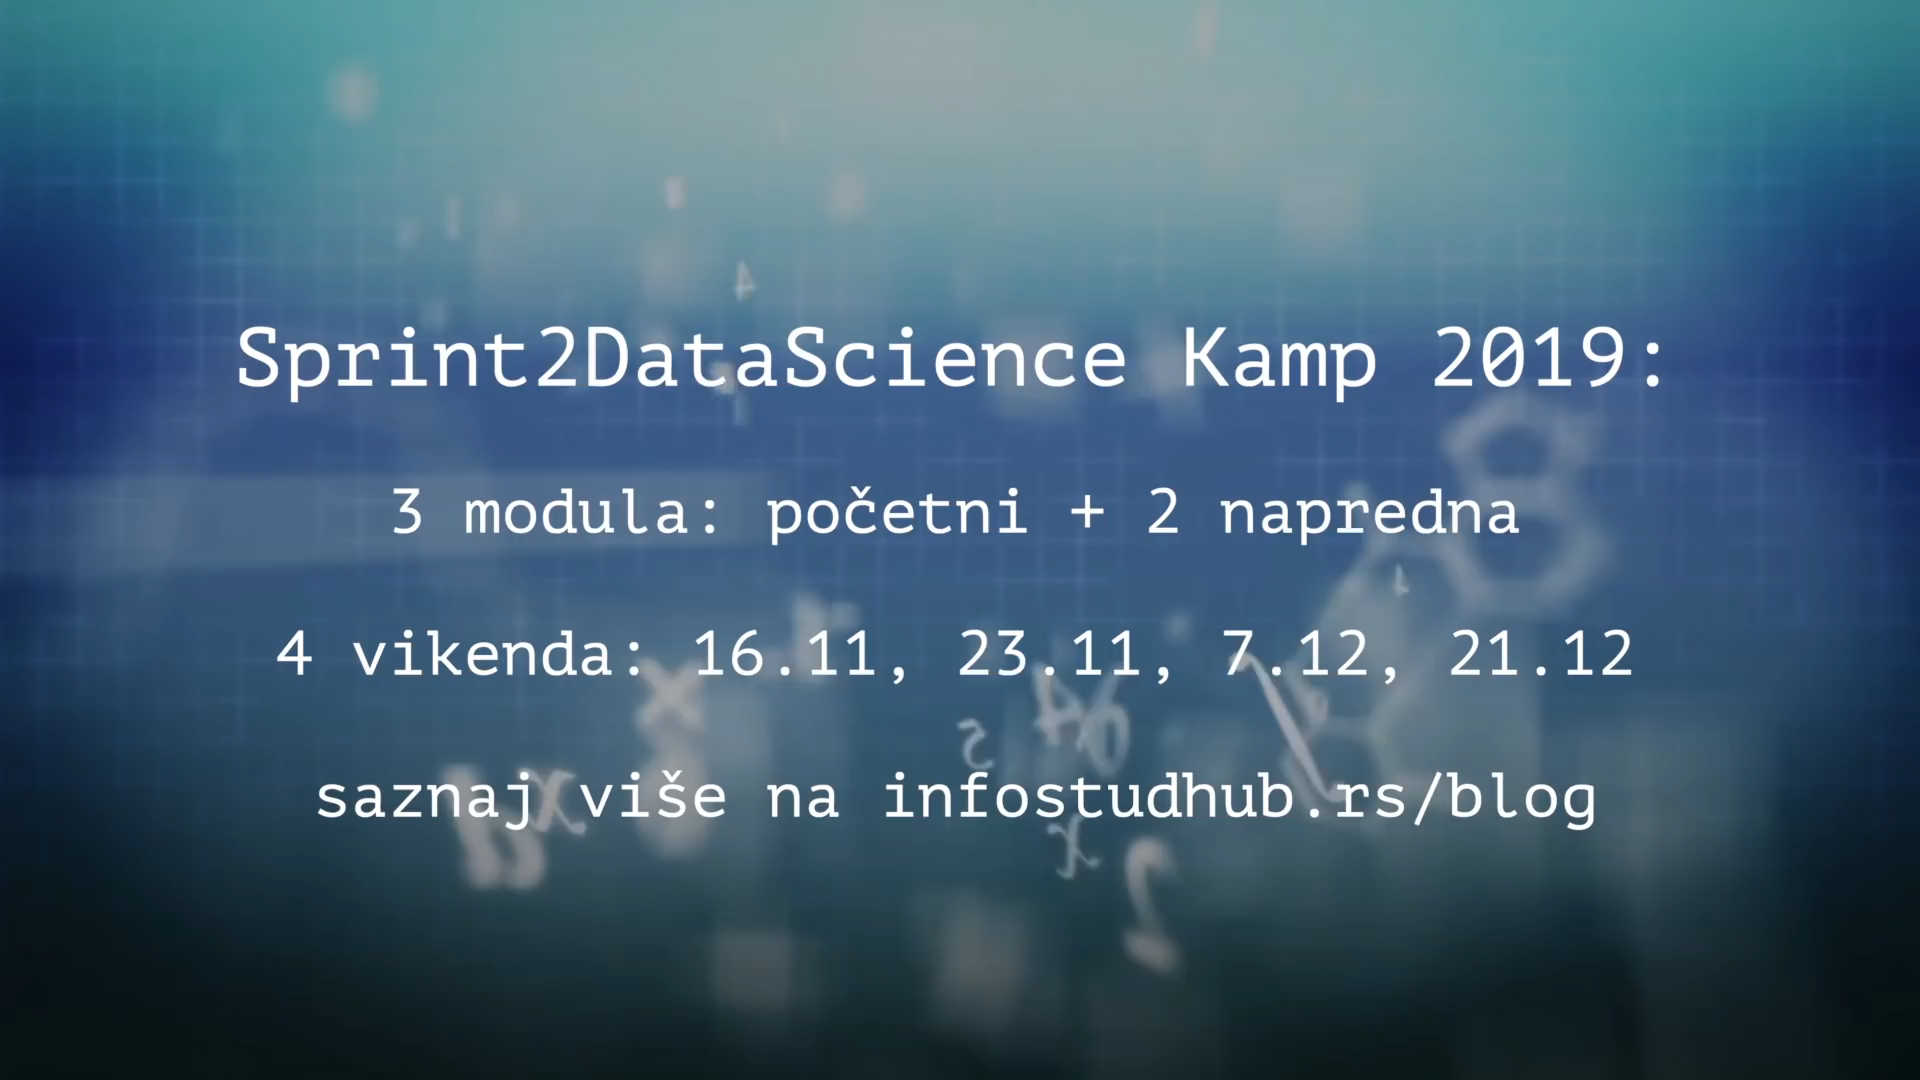 Sprint2DataScience Kamp 2019:
3 modula: početni + 2 napredna
4 vikenda: 16.11, 23.11, 7.12, 21.12
saznaj više na infostudhub.rs/blog